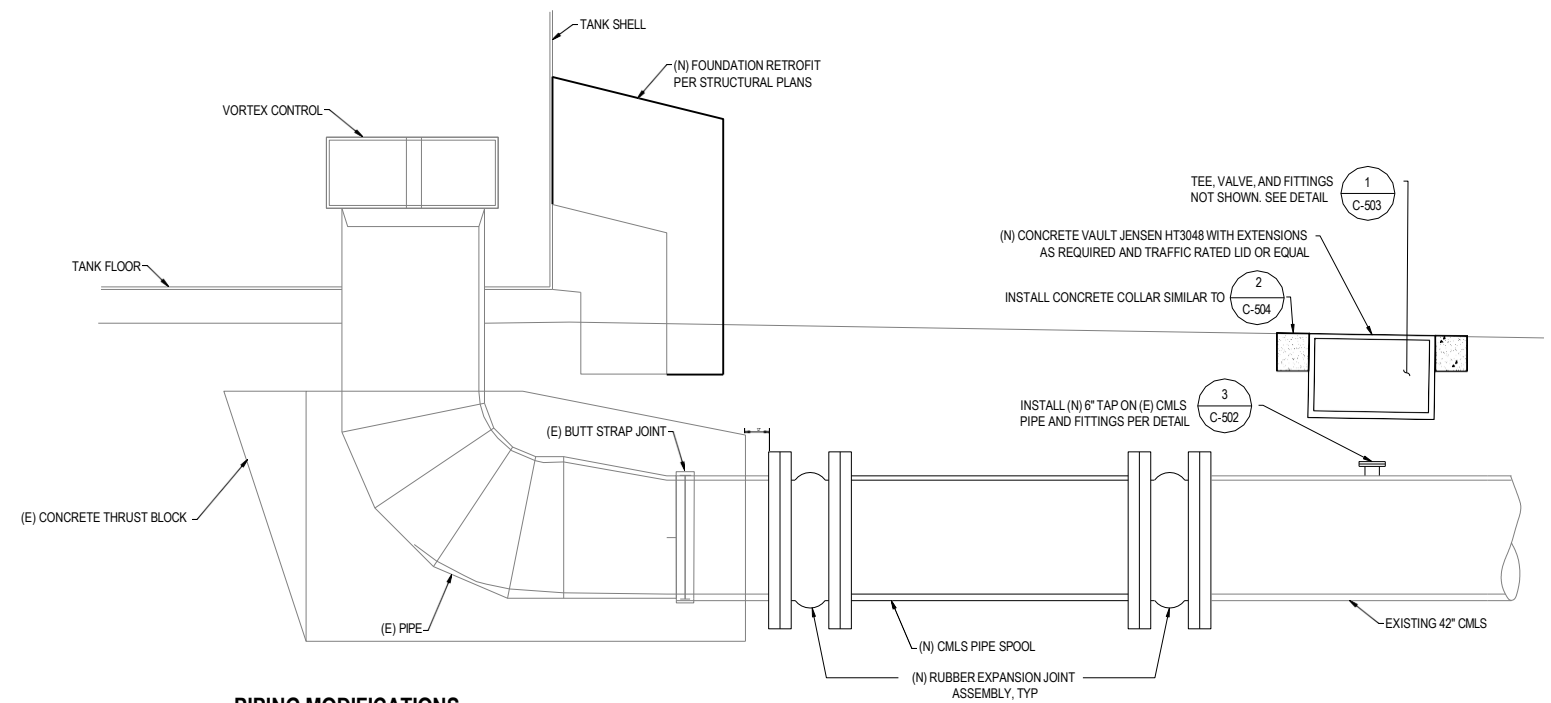 TANK SHELL
(N) FOUNDATION RETROFIT
PER STRUCTURAL PLANS
VORTEX CONTROL
TEE, VALVE, AND FITTINGS
NOT SHOWN. SEE DETAIL
1
C-503
(N) CONCRETE VAULT JENSEN HT3048 WITH EXTENSIONS
AS REQUIRED AND TRAFFIC RATED LID OR EQUAL
TANK FLOOR
INSTALL CONCRETE COLLAR SIMILAR TO
2
C-504
INSTALL (N) 6" TAP ON (E) CMLS
PIPE AND FITTINGS PER DETAIL
3
C-502
(E) BUTT STRAP JOINT
(E) CONCRETE THRUST BLOCK
(E) PIPE
EXISTING 42" CMLS
(N) CMLS PIPE SPOOL
(N) RUBBER EXPANSION JOINT
ASSEMBLY, TYP
PIPING MODIFICATIONS